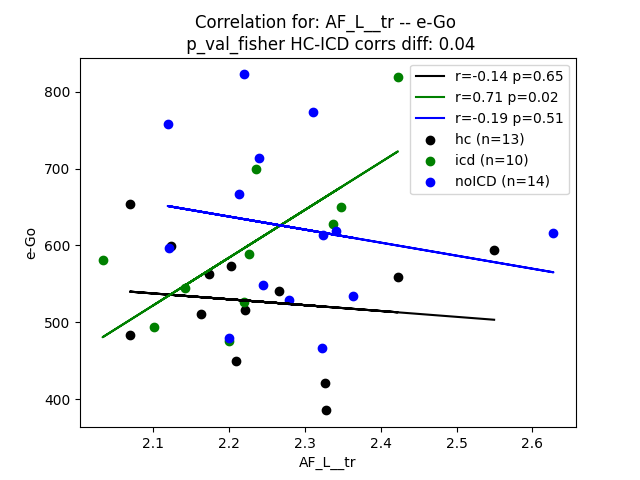 Correlation for: AF_L__tr -- e-Go
p_val_fisher HC-ICD corrs diff: 0.04
r=-0.14 p=0.65
r=0.71 p=0.02
r=-0.19 p=0.51
hc (n=13)
icd (n=10)
noICD (n=14)
800
700
600
500
400
e-Go
2.1 2.2 2.3 2.4 2.5 2.6
AF_L__tr